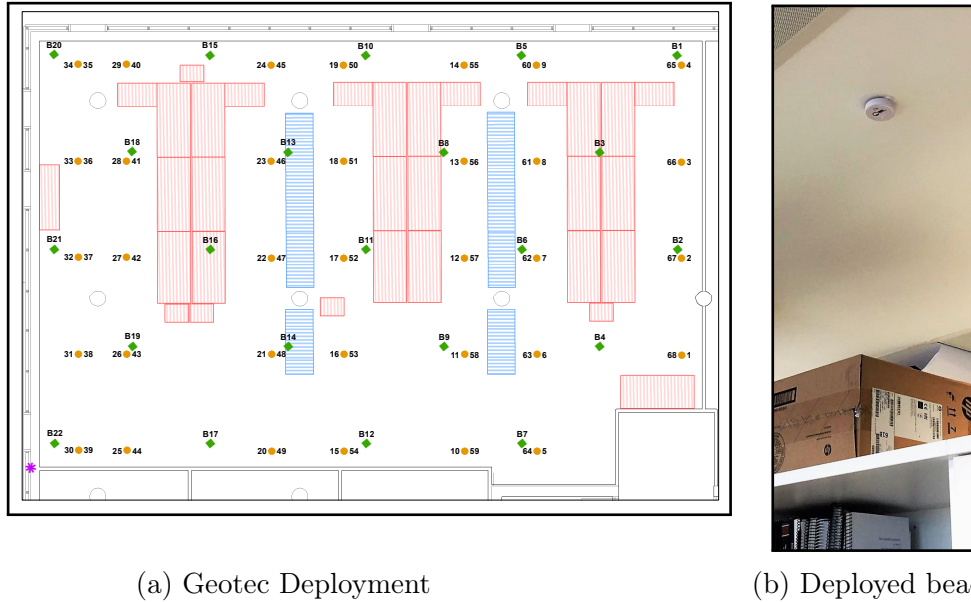 B20 B15 B10 B5 B1
34 35 29 40 24 45 19 50 14 55 60 9 65 4
B18 B13 B8 B3
33 36 28 41 23 46 18 51 13 56 61 8 66 3
B21 B16 B11 B6 B2
32 37 27 42 22 47 17 52 12 57 62 7 67 2
B19 B14 B9 B4
31 38 26 43 21 48 16 53 11 58 63 6 68 1
B22 B17 B12 B7
30 39 25 44 20 49 15 54 10 59 64 5
(a) Geotec Deployment
(b) Deployed bea